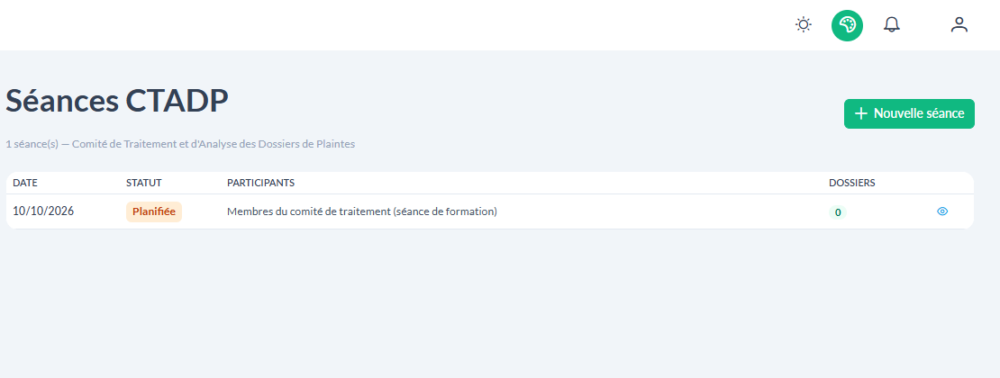 Séances CTADP
Nouvelle séance
1 séance(s) — Comité de Traitement et d'Analyse des Dossiers de Plaintes
DATE STATUT PARTICIPANTS DOSSIERS
10/10/2026 Planifiée Membres du comité de traitement (séance de formation) 0